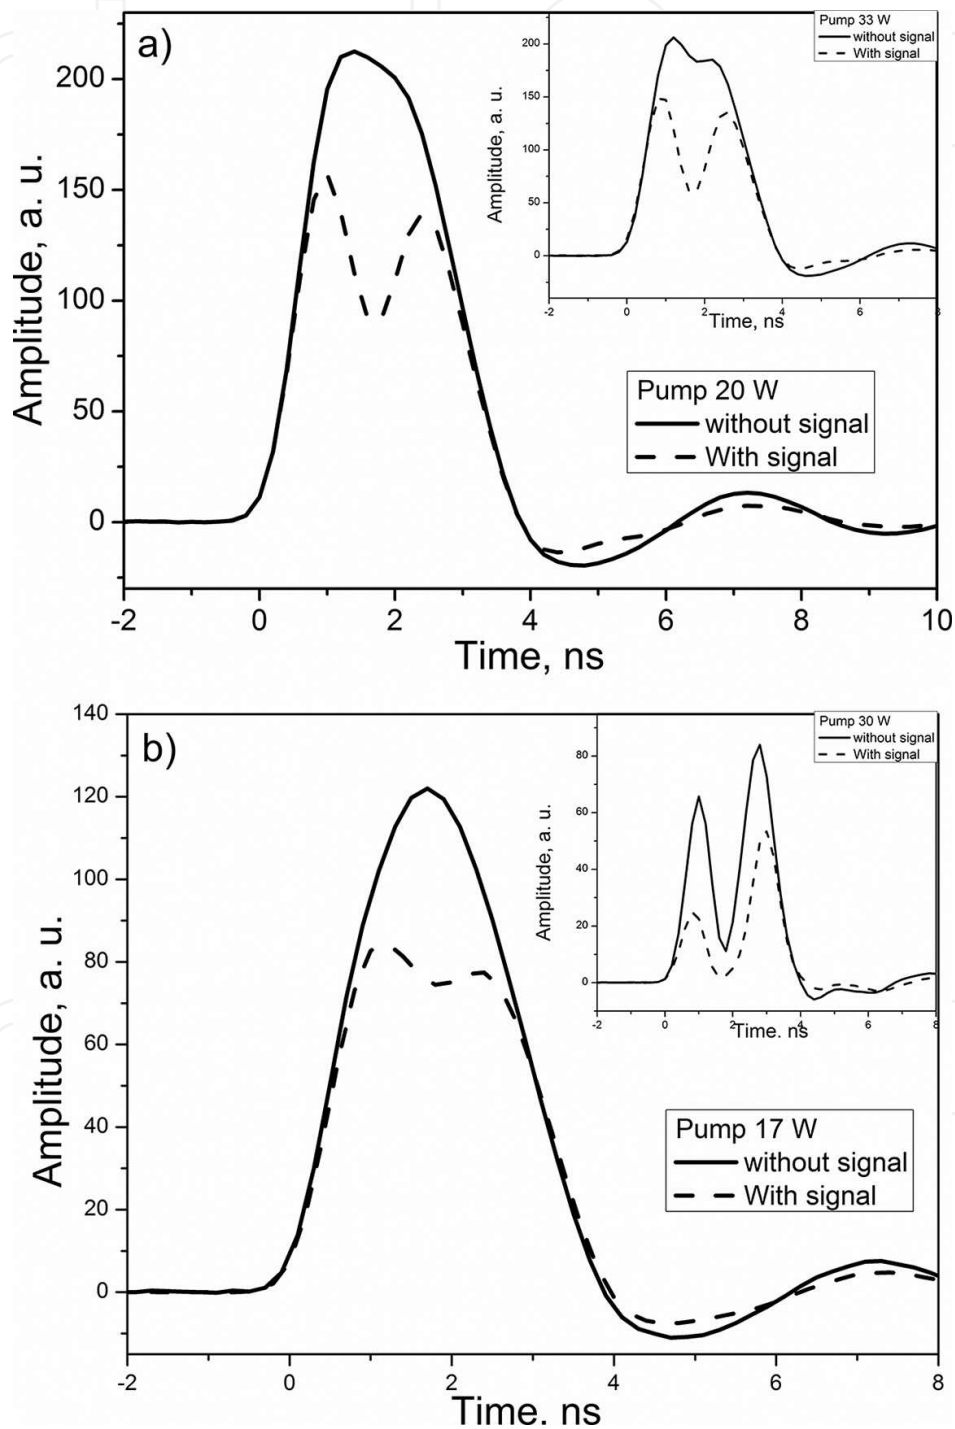 a)
Amplitude, a. u.
200
150
100
50
0
-2 0 2 4 6 8 10
Time, ns
Pump 20 W
without signal
With signal
Pump 33 W
without signal
With signal
Amplitude, a. u.
200
150
100
50
0
-2 0 2 4 6 8
Time, ns
b)
Amplitude, a. u.
140
120
100
80
60
40
20
0
-2 0 2 4 6 8
Time. ns
Pump 17 W
without signal
With signal
Pump 30 W
without signal
With signal
Amplitude, a. u.
80
60
40
20
0
-2 0 2 4 6 8
Time. ns